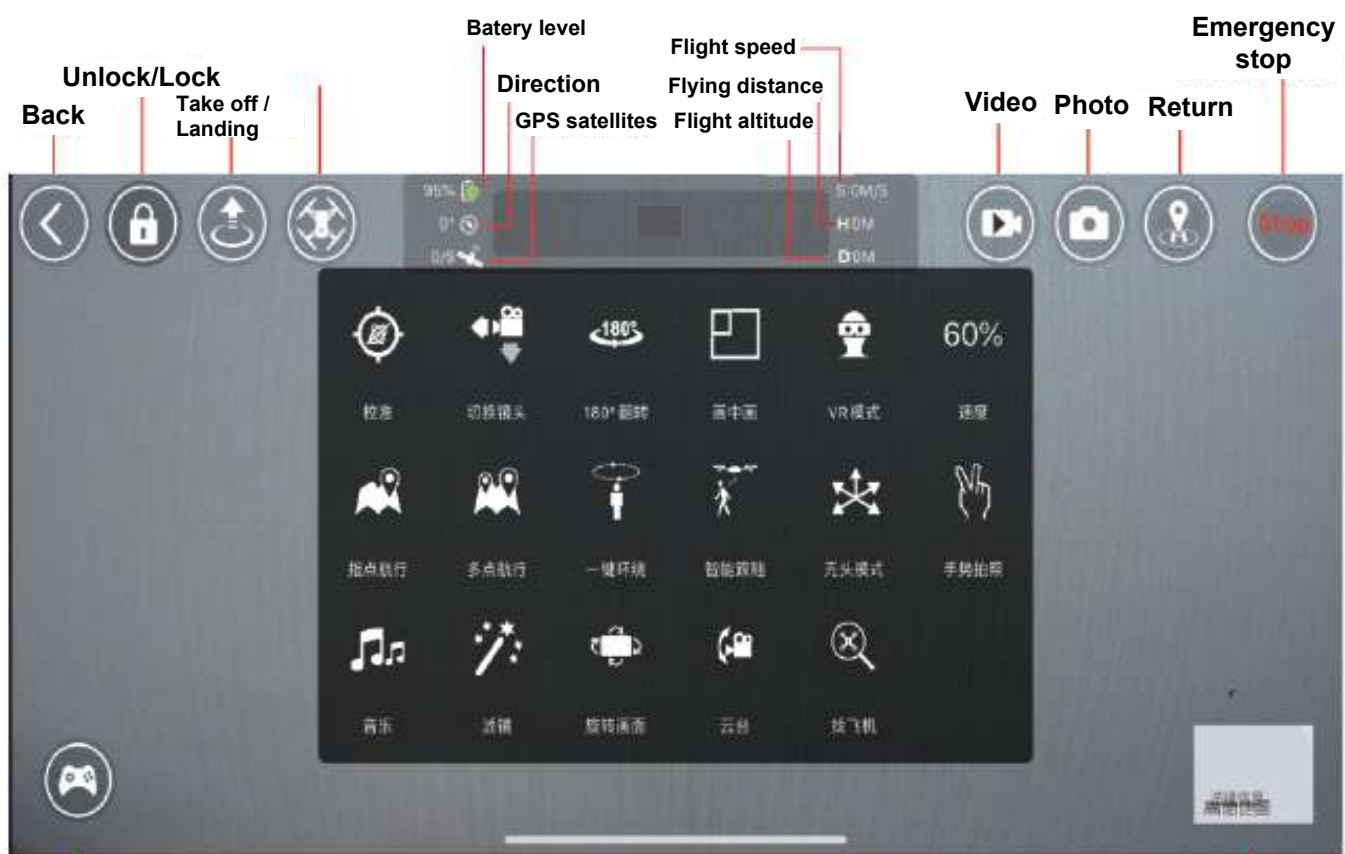 Emergency
stop
Batery level
Flight speed
Unlock/Lock
Direction
Flying distance
Back
Take off /
Landing
GPS satellites
Flight altitude
Video
Photo
Return
95%
S:0M/S
0°
H:0M
0/9
D:0M
Stop
180°
60%
校准
切换镜头
180°翻转
画中画
VR模式
速度
指点航行
多点航行
一键环绕
智能跟随
无头模式
手势拍照
音乐
滤镜
旋转画面
云台
找飞机